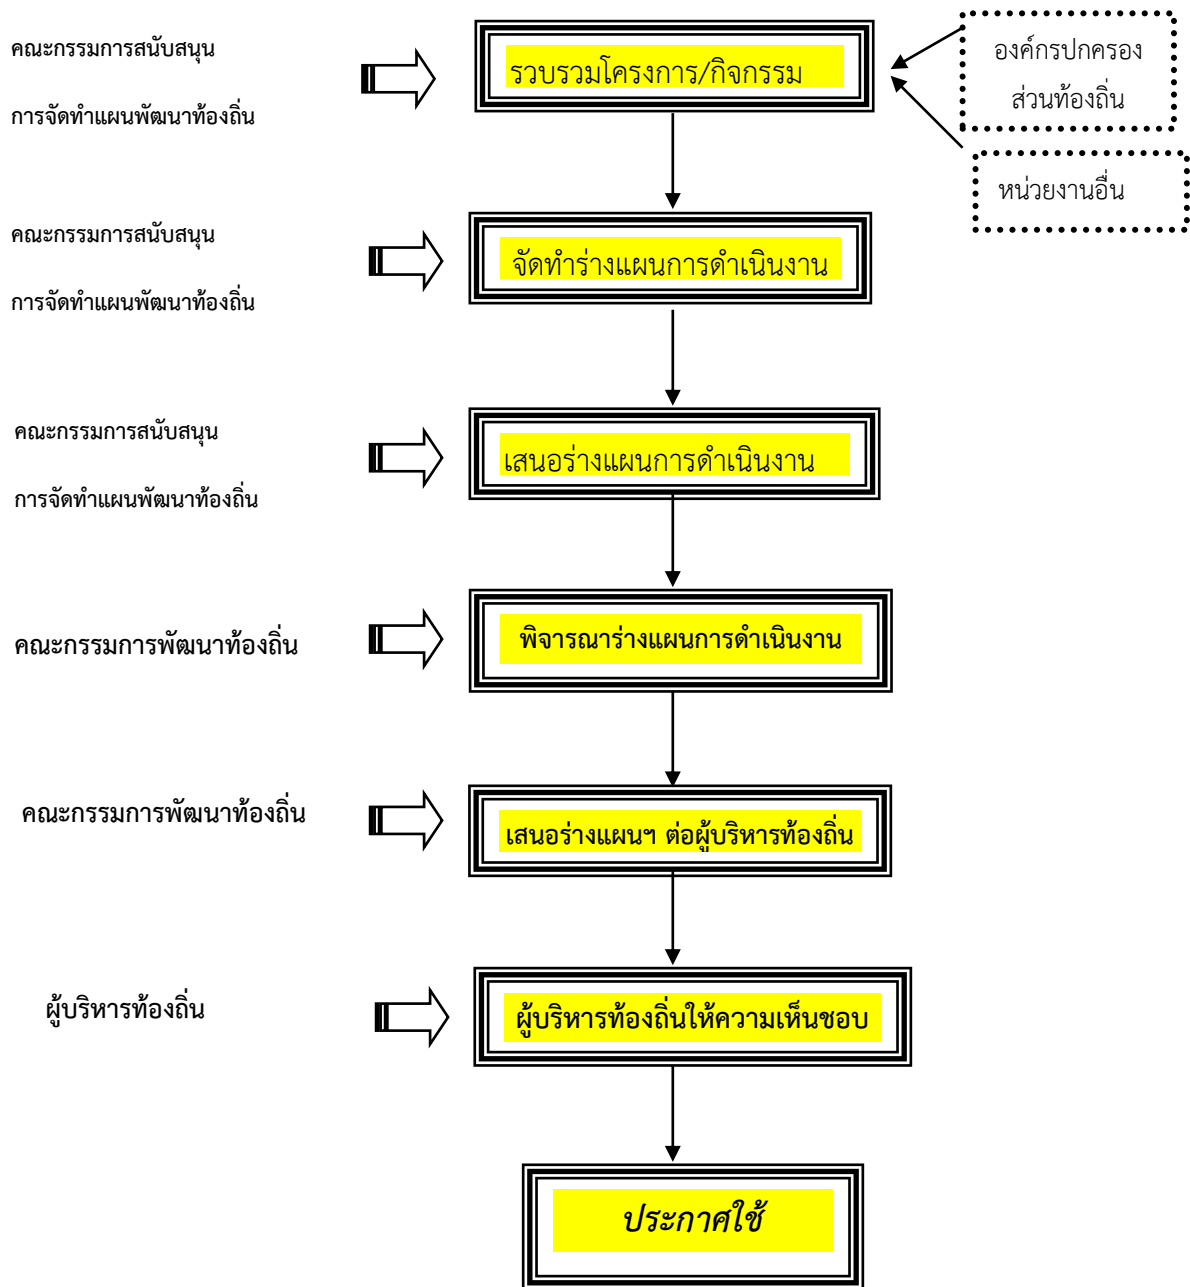 คณะกรรมการสนับสนุน
การจัดทำแผนพัฒนาท้องถิ่น
รวบรวมโครงการ/กิจกรรม
องค์กรปกครอง
ส่วนท้องถิ่น
หน่วยงานอื่น
คณะกรรมการสนับสนุน
การจัดทำแผนพัฒนาท้องถิ่น
จัดทำร่างแผนการดำเนินงาน
คณะกรรมการสนับสนุน
การจัดทำแผนพัฒนาท้องถิ่น
เสนอร่างแผนการดำเนินงาน
คณะกรรมการพัฒนาท้องถิ่น
พิจารณาร่างแผนการดำเนินงาน
คณะกรรมการพัฒนาท้องถิ่น
เสนอร่างแผนฯ ต่อผู้บริหารท้องถิ่น
ผู้บริหารท้องถิ่น
ผู้บริหารท้องถิ่นให้ความเห็นชอบ
ประกาศใช้